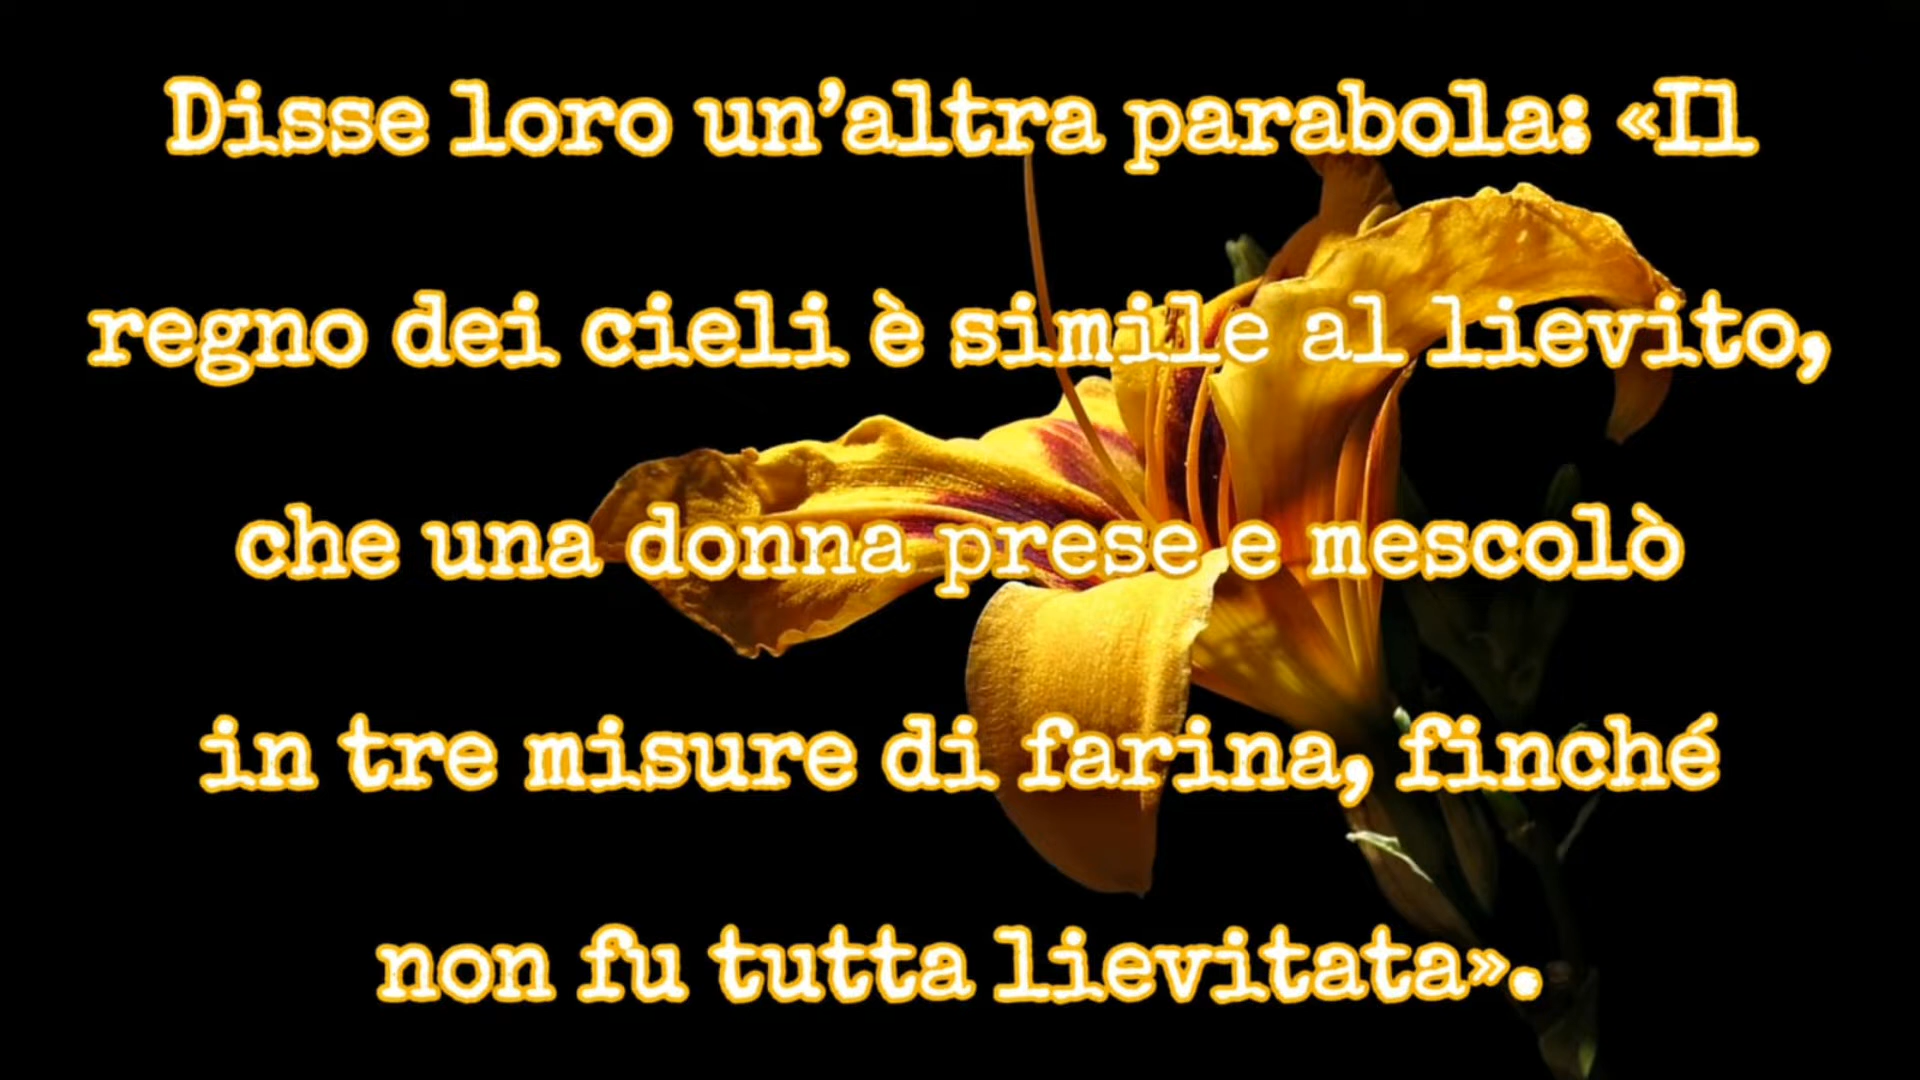 Disse loro un’altra parabola: «Il
regno dei cieli è simile al lievito,
che una donna prese e mescolò
in tre misure di farina, finché
non fu tutta lievitata».